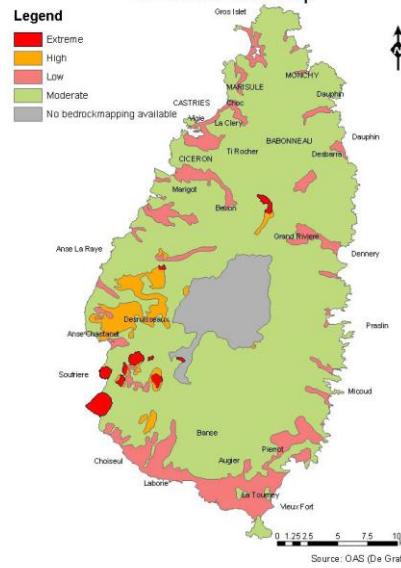 Gros Islet
Legend
Extreme
High
Low
Moderate
No bedrockmapping available
N
MARISULE
MONCHY
Dauphin
CASTRIES
Choc
Vigie
La Clery
BABONNEAU
Dauphin
Ti Rocher
Desbarra
CICERON
Marigot
Bexon
Grand Riviere
Anse La Raye
Dennery
Desruisseaux
Praslin
Anse Chastanet
Soufriere
Micoud
Banse
Choiseul
Augier
Pierrot
Laborie
La Tourney
Vieux Fort
0 1.25 2.5 5 7.5 10
Source: OAS (De Graf